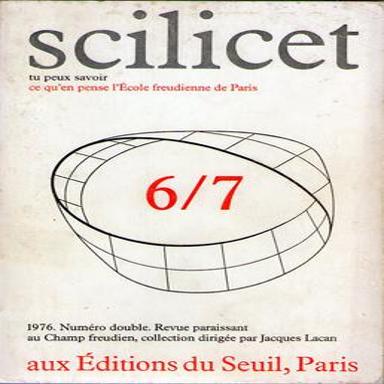 scilicet
tu peux savoir
ce qu'en pense l'École freudienne de Paris
6/7
1976. Numéro double. Revue paraissant
au Champ freudien, collection dirigée par Jacques Lacan
aux Éditions du Seuil, Paris